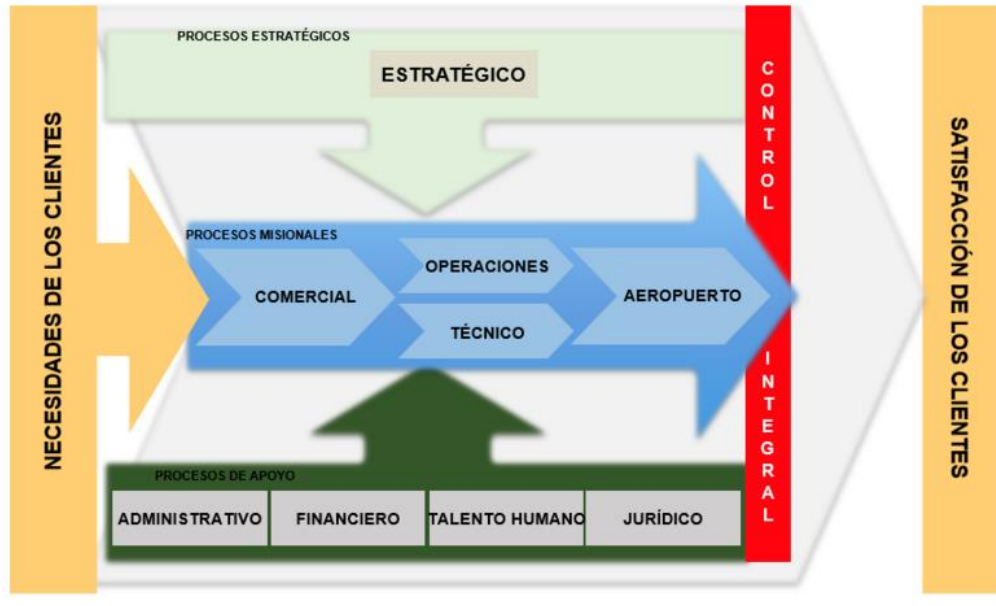 NECESIDADES DE LOS CLIENTES
PROCESOS ESTRATÉGICOS
ESTRATÉGICO
PROCESOS MISIONALES
COMERCIAL
OPERACIONES
TÉCNICO
AEROPUERTO
PROCESOS DE APOYO
ADMINISTRATIVO
FINANCIERO
TALENTO HUMANO
JURÍDICO
CONTROL
INTEGRAL
SATISFACCIÓN DE LOS CLIENTES